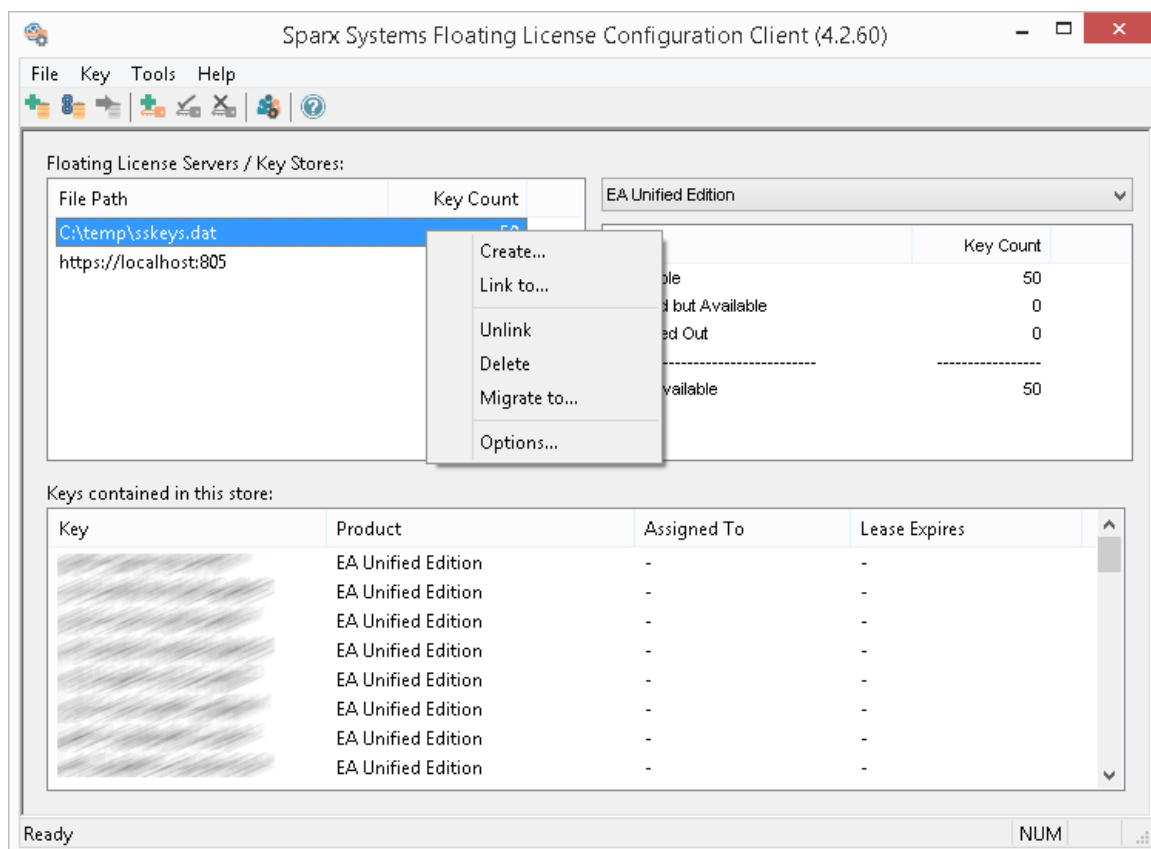 Sparx Systems Floating License Configuration Client (4.2.60)
File Key Tools Help
Floating License Servers / Key Stores:
File Path Key Count
C:\temp\sskeys.dat
https://localhost:805
EA Unified Edition
Key Count
50
but Available 0
Out 0
-----------------
50
Create...
Link to...
Unlink
Delete
Migrate to...
Options...
Keys contained in this store:
Key Product Assigned To Lease Expires
EA Unified Edition - -
EA Unified Edition - -
EA Unified Edition - -
EA Unified Edition - -
EA Unified Edition - -
EA Unified Edition - -
EA Unified Edition - -
EA Unified Edition - -
Ready NUM